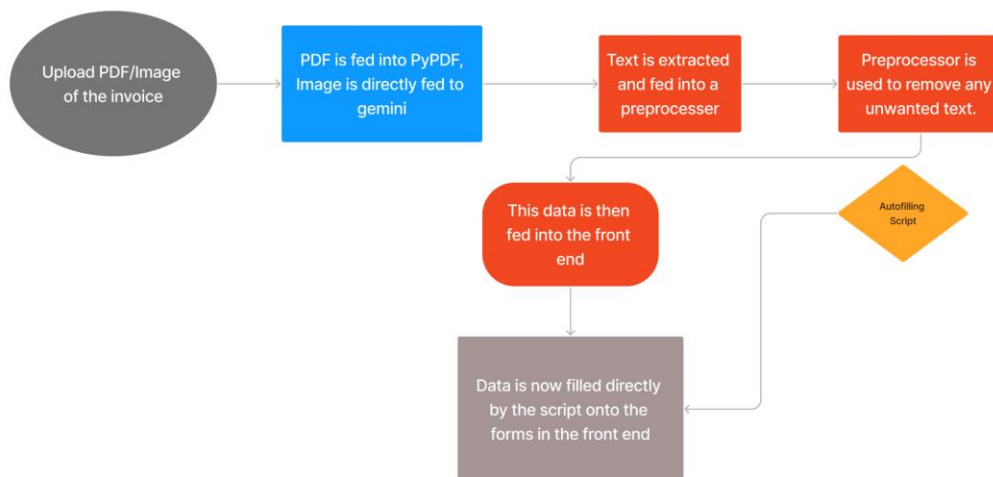 Upload PDF/Image
of the invoice
PDF is fed into PyPDF,
Image is directly fed to
gemini
Text is extracted
and fed into a
preprocesser
Preprocessor is
used to remove any
unwanted text.
This data is then
fed into the front
end
Autofilling
Script
Data is now filled directly
by the script onto the
forms in the front end